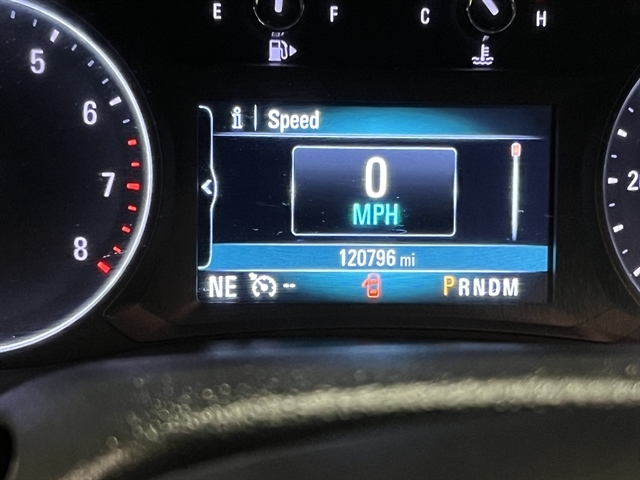 E F C H
5
6
7
8
i Speed
0
MPH
120796 mi
NE -- PRNDM
2